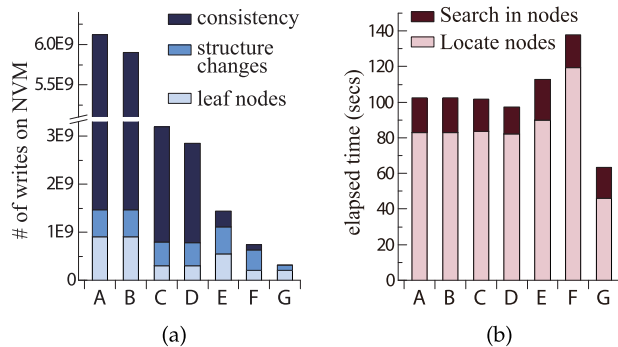 consistency
structure
changes
leaf nodes
# of writes on NVM
6.0E9
5.5E9
3E9
2E9
1E9
0
A B C D E F G
(a)
Search in nodes
Locate nodes
elapsed time (secs)
140
120
100
80
60
40
20
0
A B C D E F G
(b)